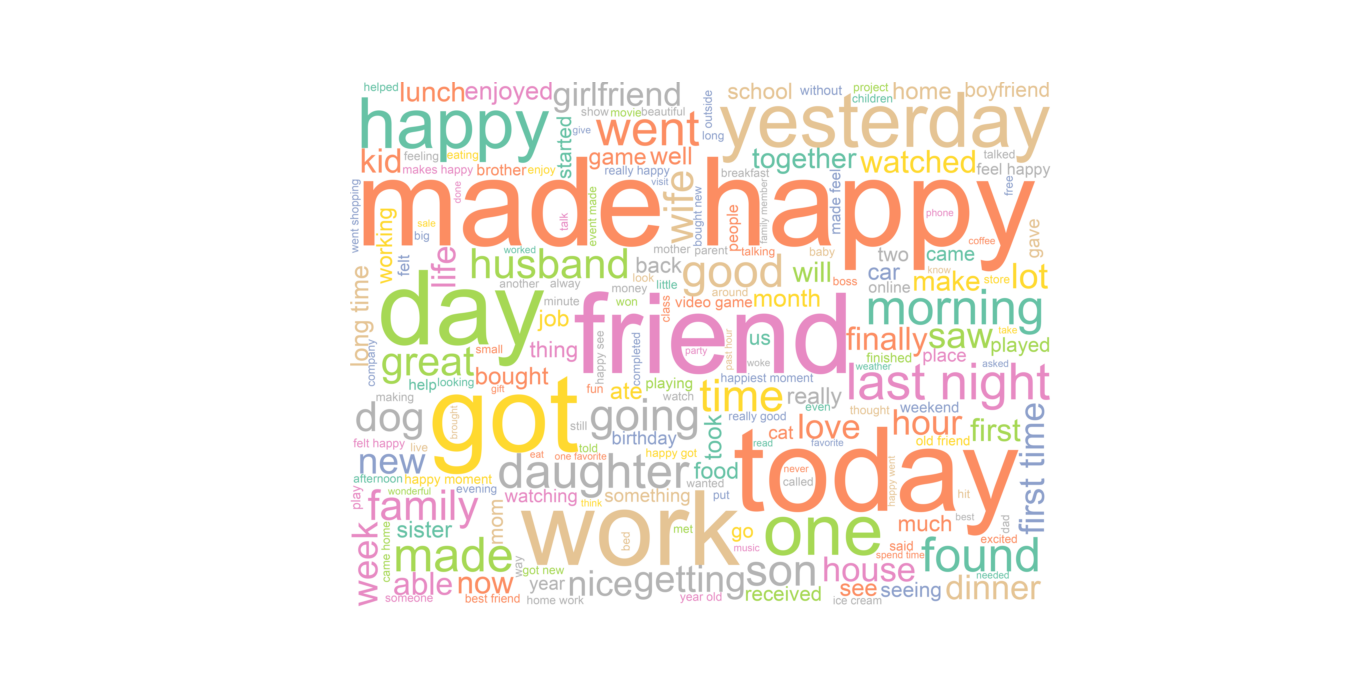 helped lunch enjoyed girlfriend school without project children home boyfriend
happy show movie beautiful outside yesterday
started give went long
kid feeling eating game well together watched talked
makes happy brother enjoy really happy breakfast feel happy
made happy
went shopping done visit free
working sale talk event made wife bought new people family member made feel phone gave
big coffee
felt life worked mother parent talking baby two came
husband back good will car know make store lot
long time another alway look little around boss online
day minute money won class video game month morning
job friend
company great small thing happy see completed party past hour us woke finally saw take played
finished place weather asked
help looking bought gift fun ate playing happiest moment last night
making watch time really
dog brought got still going took really good even thought weekend
birthday cat love hour first
felt happy live told read favorite old friend first time
new eat one favorite happy got today
afternoon happy moment daughter food never called happy went
play wonderful evening watching something wanted put hit
family think best dad
week came home sister mom work bed met go one much
made way music said excited found
spend time needed
able now got new year nice getting son house
someone best friend home work year old received ice cream see seeing dinner